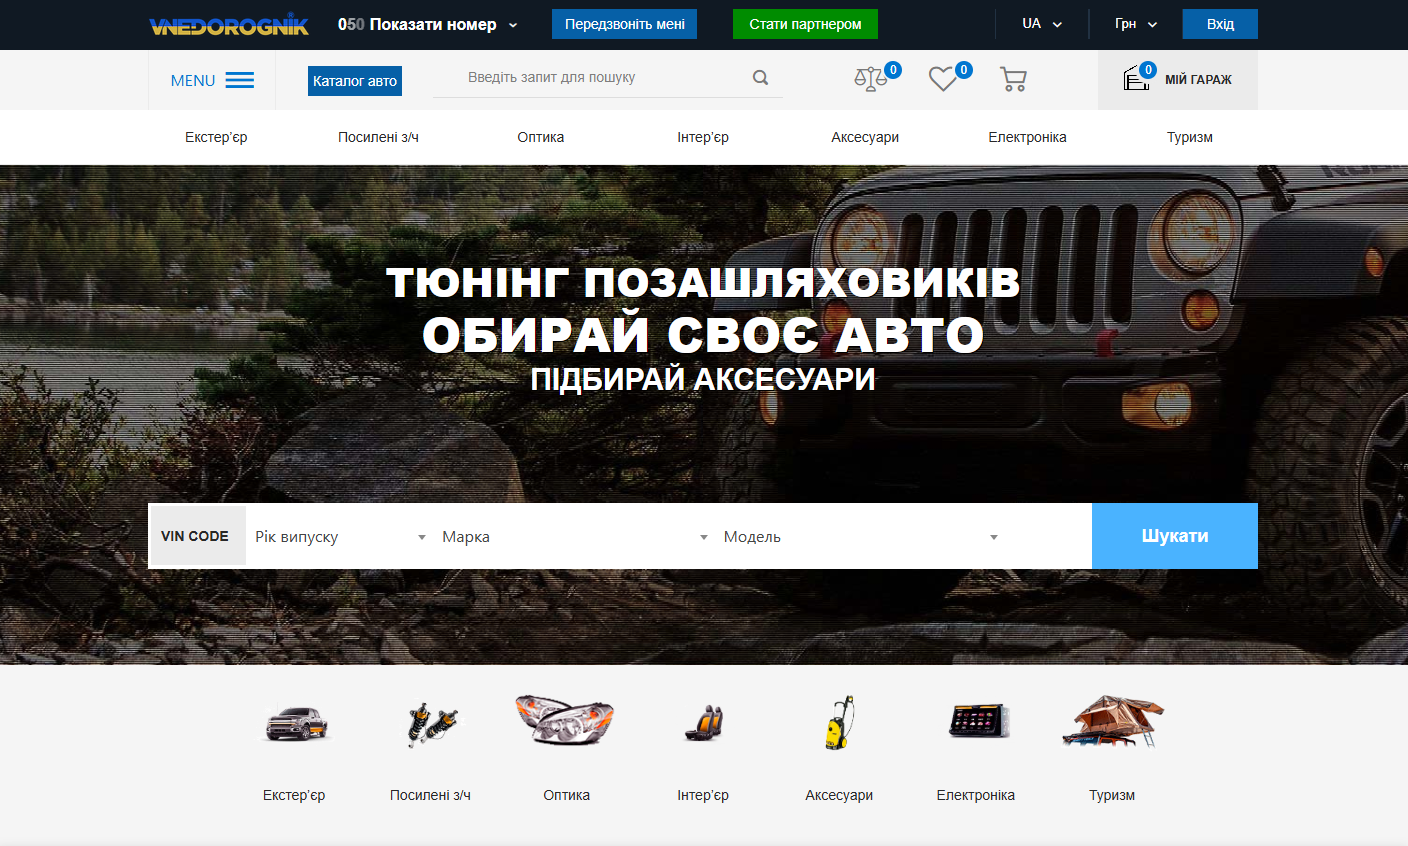 VNEDOROGNIK®
050 Показати номер
Передзвоніть мені
Стати партнером
UA
Грн
Вхід
MENU
Каталог авто
Введіть запит для пошуку
0
0
0
МІЙ ГАРАЖ
Екстер'єр
Посилені з/ч
Оптика
Інтер'єр
Аксесуари
Електроніка
Туризм
ТЮНІНГ ПОЗАШЛЯХОВИКІВ
ОБИРАЙ СВОЄ АВТО
ПІДБИРАЙ АКСЕСУАРИ
VIN CODE
Рік випуску
Марка
Модель
Шукати
Екстер'єр
Посилені з/ч
Оптика
Інтер'єр
Аксесуари
Електроніка
Туризм